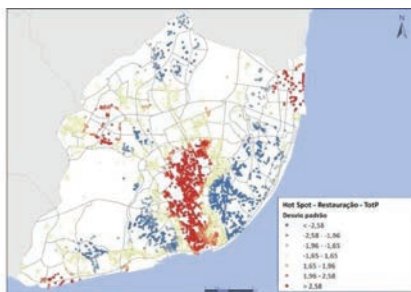 N
Hot Spot - Restauração - TotP
Desvio padrão
< -2,58
-2,58 - -1,96
-1,96 - -1,65
-1,65 - 1,65
1,65 - 1,96
1,96 - 2,58
> 2,58